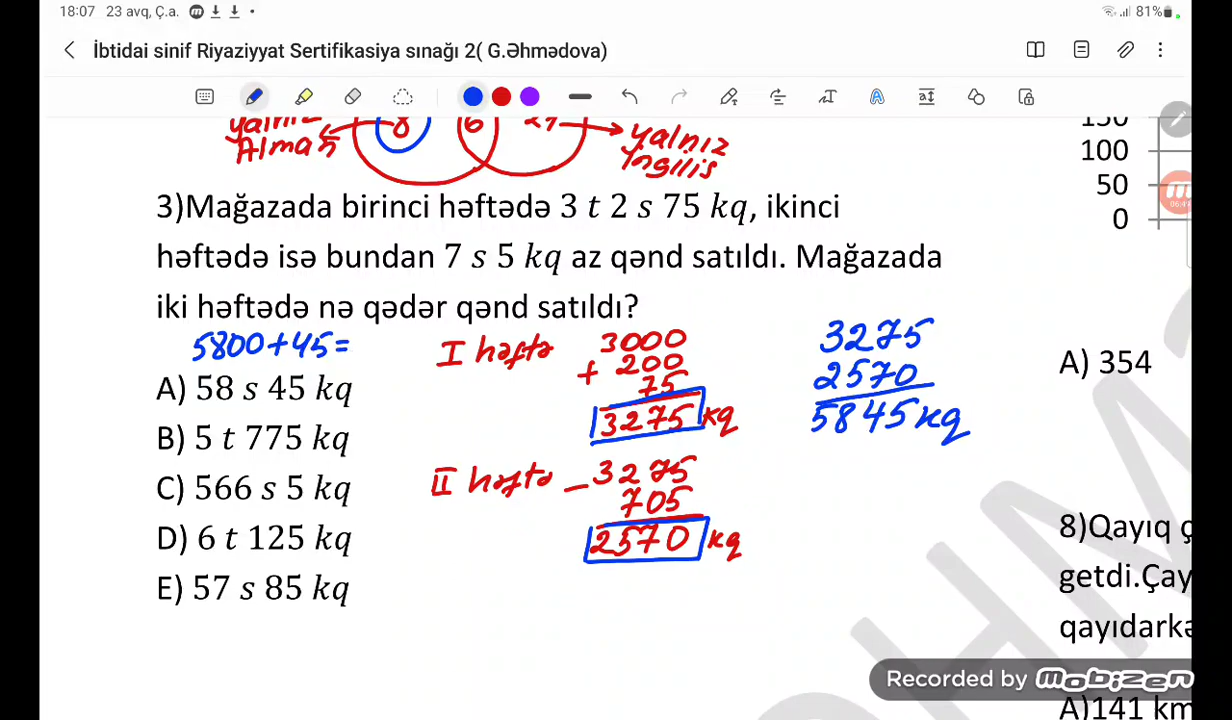 18:07 23 avq, Ç.a.
81%
İbtidai sinif Riyaziyyat Sertifikasiya sınağı 2( G.Əhmədova)
yalnız
Alman
8
6
yalnız
İngilis
3)Mağazada birinci həftədə 3 t 2 s 75 kq, ikinci
həftədə isə bundan 7 s 5 kq az qənd satıldı. Mağazada
iki həftədə nə qədər qənd satıldı?
5800+45=
A) 58 s 45 kq
B) 5 t 775 kq
C) 566 s 5 kq
D) 6 t 125 kq
E) 57 s 85 kq
I həftə
3000
+ 200
75
3275 kq
II həftə
– 3275
705
2570 kq
3275
2570
5845 kq
150
100
50
0
A) 354
8)Qayıq ç
getdi.Çay
qayıdarkə
A)141 km
Recorded by mobizen